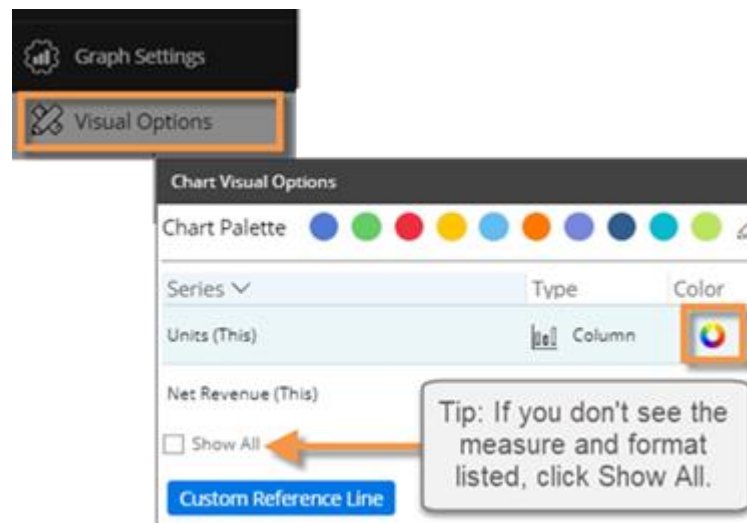 Graph Settings
Visual Options
Chart Visual Options
Chart Palette
Series Type Color
Units (This) Column
Net Revenue (This)
Tip: If you don't see the
measure and format
listed, click Show All.
Show All
Custom Reference Line